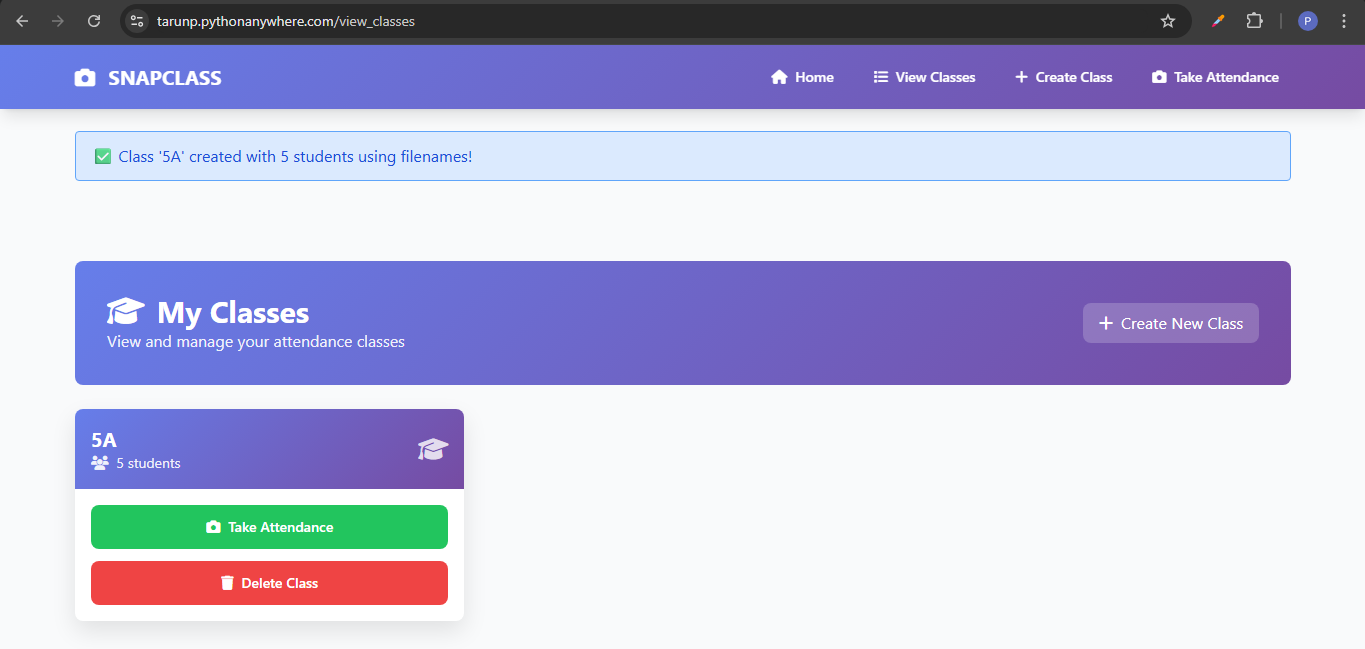 tarunp.pythonanywhere.com/view_classes
P
SNAPCLASS
Home
View Classes
Create Class
Take Attendance
Class '5A' created with 5 students using filenames!
My Classes
View and manage your attendance classes
Create New Class
5A
5 students
Take Attendance
Delete Class